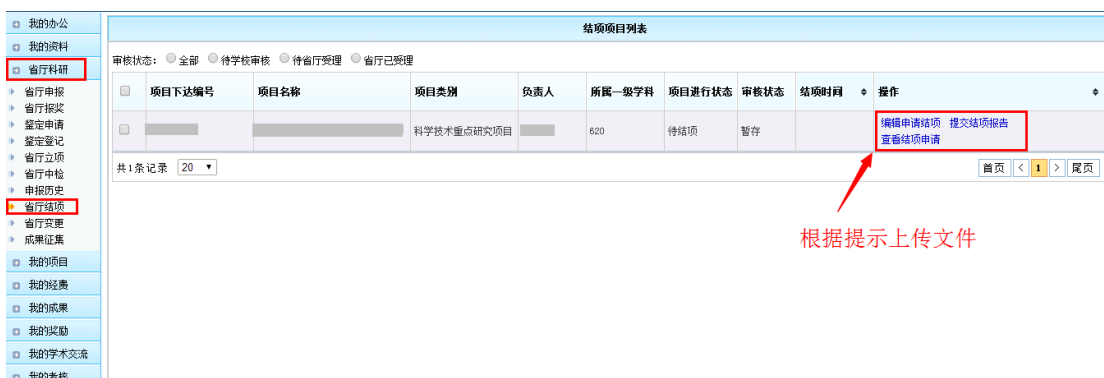 我的办公
我的资料
省厅科研
省厅申报
省厅报奖
鉴定申请
鉴定登记
省厅立项
省厅中检
申报历史
省厅结项
省厅变更
成果征集
我的项目
我的经费
我的成果
我的奖励
我的学术交流
我的考核
结项项目列表
审核状态: 全部 待学校审核 待省厅受理 省厅已受理
项目下达编号 项目名称 项目类别 负责人 所属一级学科 项目进行状态 审核状态 结项时间 操作
科学技术重点研究项目 620 待结项 暂存 编辑申请结项 提交结项报告
查看结项申请
共1条记录 20 首页 < 1 > 尾页
根据提示上传文件